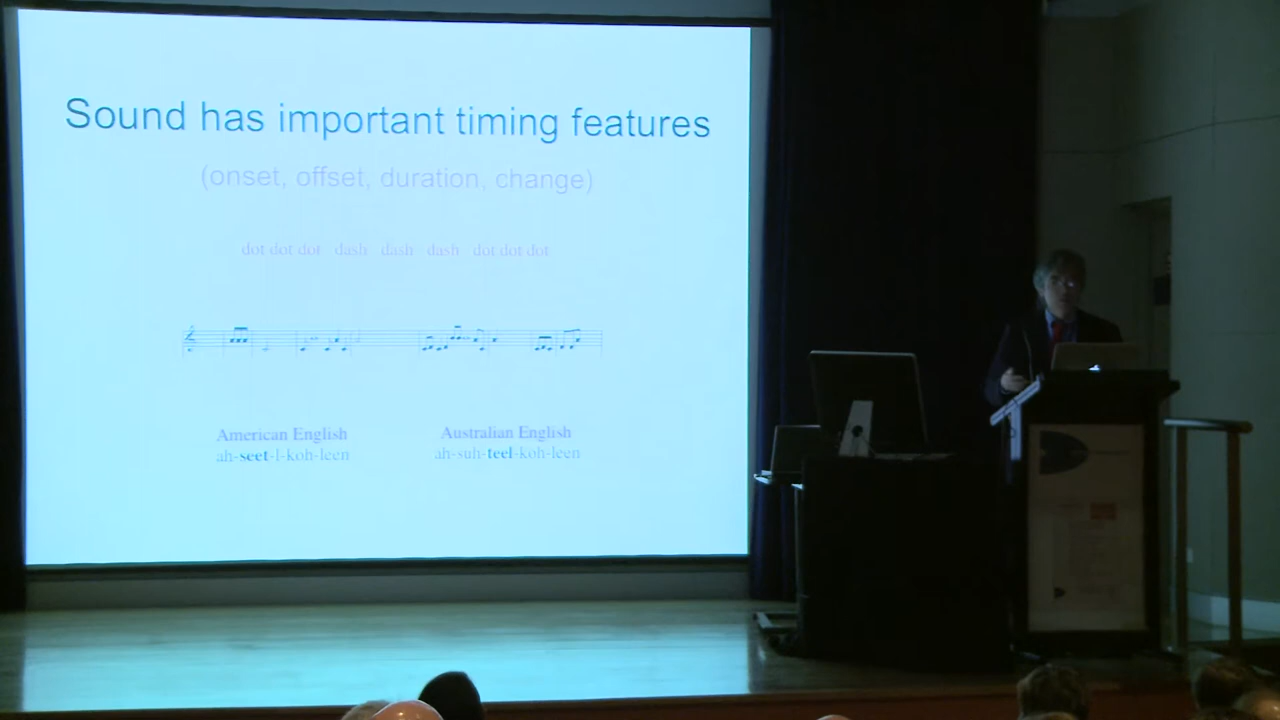 Sound has important timing features
(onset, offset, duration, change)
dot dot dot dash dash dash dot dot dot
American English
ah-seet-l-koh-leen
Australian English
ah-suh-teel-koh-leen